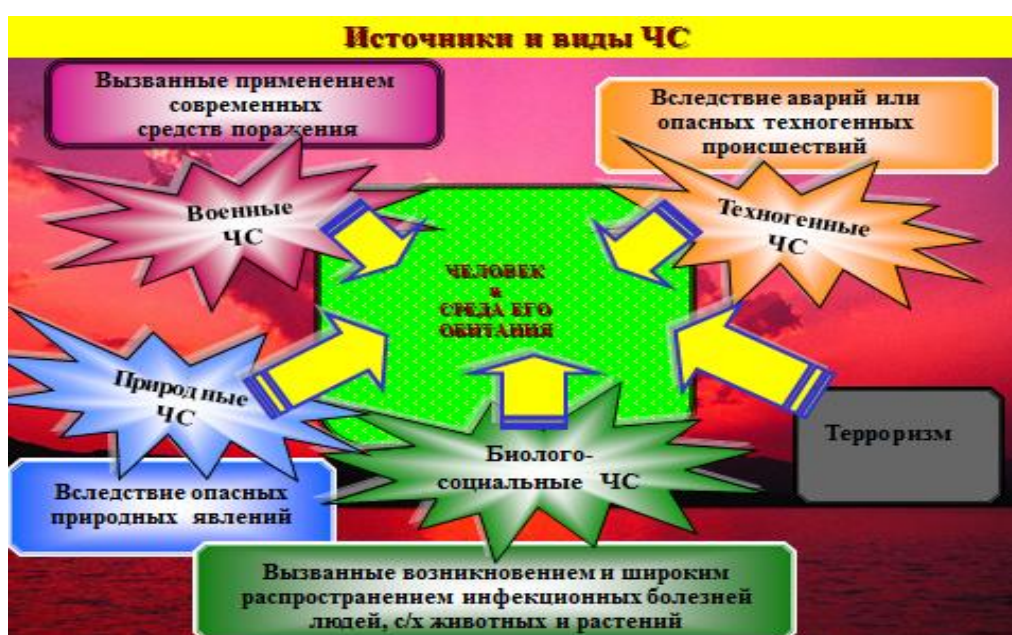 Источники и виды ЧС
Вызванные применением
современных
средств поражения
Вследствие аварий или
опасных техногенных
происшествий
Военные
ЧС
Техногенные
ЧС
ЧЕЛОВЕК
и
СРЕДА ЕГО
ОБИТАНИЯ
Природные
ЧС
Терроризм
Биолого-
социальные ЧС
Вследствие опасных
природных явлений
Вызванные возникновением и широким
распространением инфекционных болезней
людей, с/х животных и растений